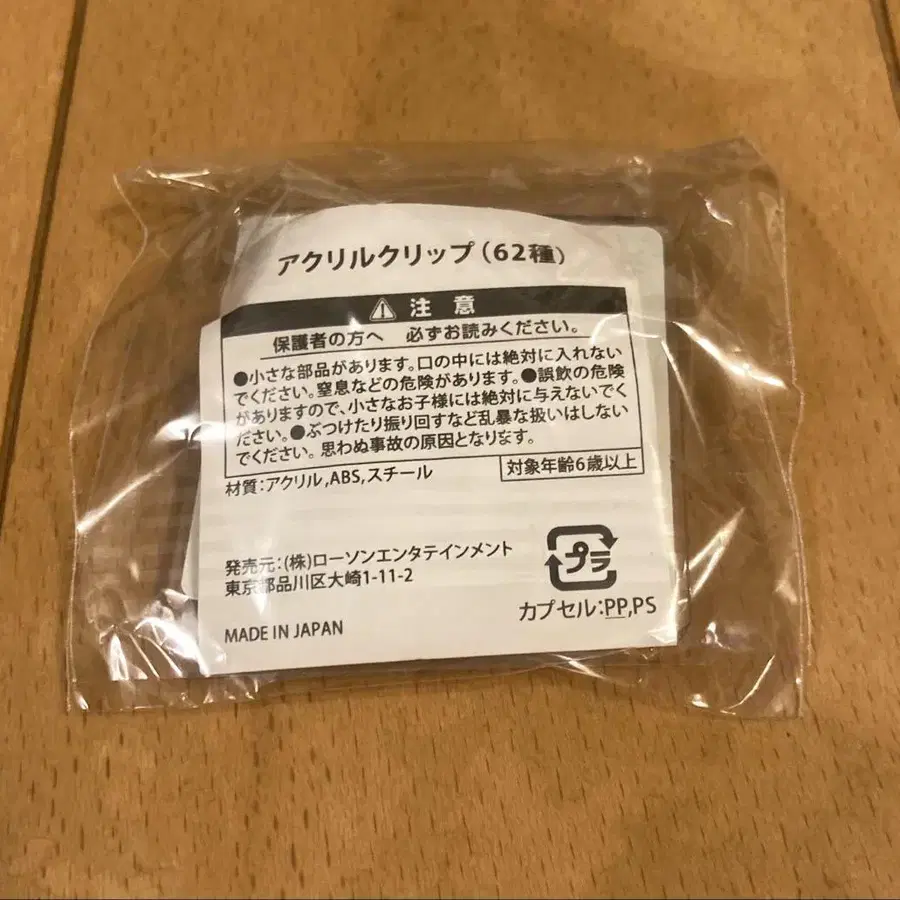 アクリルクリップ(62種)
注意
保護者の方へ 必ずお読みください。
●小さな部品があります。口の中には絶対に入れない
でください。窒息などの危険があります。●誤飲の危険
がありますので、小さなお子様には絶対に与えないでく
ださい。●ぶつけたり振り回すなど乱暴な扱いはしない
でください。思わぬ事故の原因となります。
材質:アクリル,ABS,スチール
対象年齢6歳以上
発売元:(株)ローソンエンタテインメント
東京都品川区大崎1-11-2
プラ
カプセル:PP,PS
MADE IN JAPAN